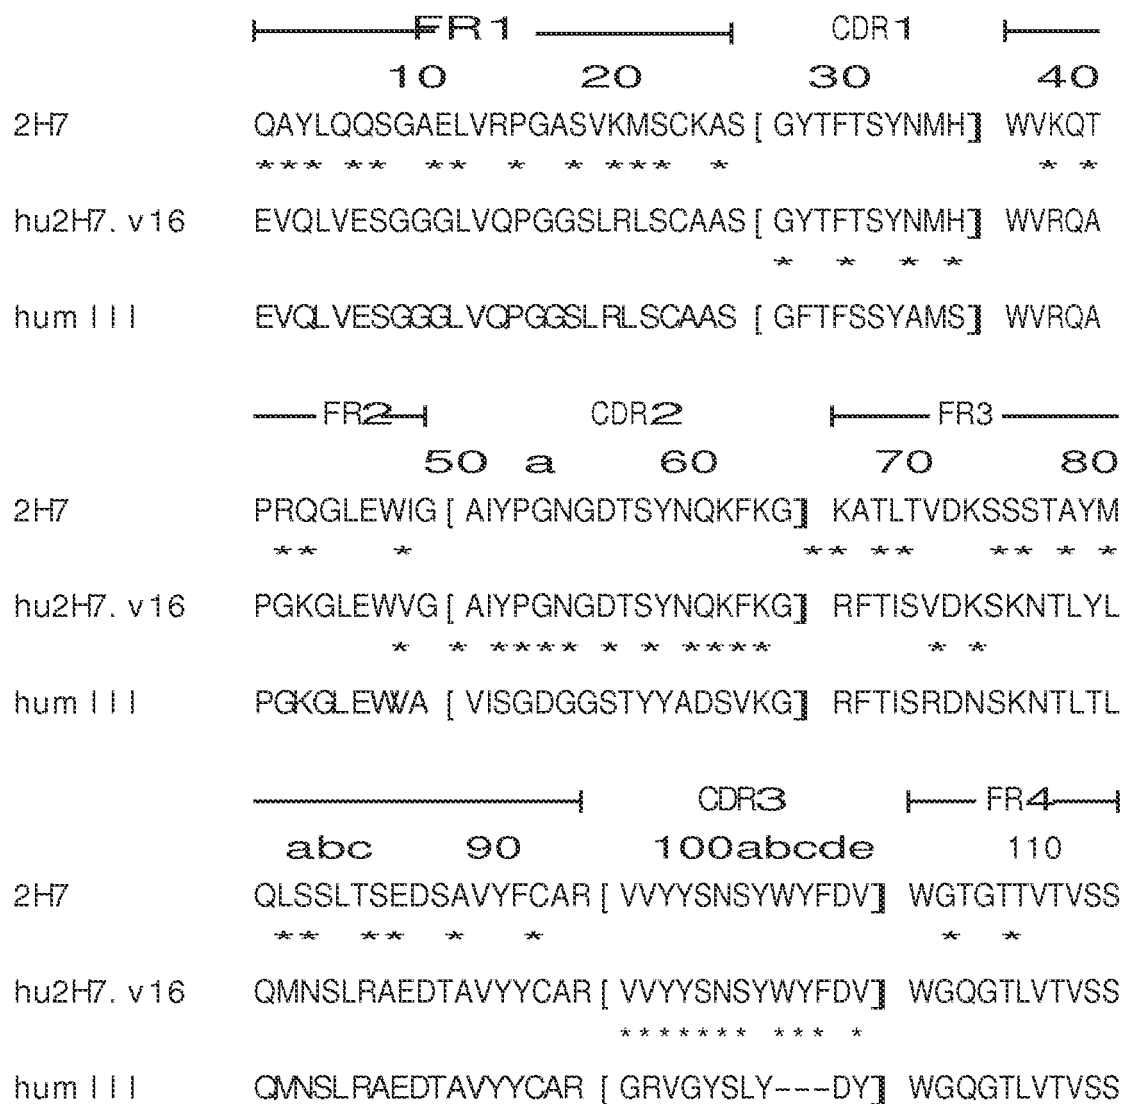 FR1 CDR1
10 20 30 40
2H7 QAYLQQSGAELVRPGASVKMSCKAS [ GYTFTSYNMH] WVKQT
*** ** ** * * *** * * *
hu2H7. v16 EVQLVESGGGLVQPGGSLRLSCAAS [ GYTFTSYNMH] WVRQA
* * * *
hum III EVQLVESGGGLVQPGGSLRLSCAAS [ GFTFSSYAMS] WVRQA
FR2 CDR2 FR3
50 a 60 70 80
2H7 PRQGLEWIG [ AIYPGNGDTSYNQKFKG] KATLTVDKSSSTAYM
** * ** ** ** * *
hu2H7. v16 PGKGLEWVG [ AIYPGNGDTSYNQKFKG] RFTISVDKSKNTLYL
* * **** * * **** * *
hum III PGKGLEWVA [ VISGDGGSTYYADSVKG] RFTISRDNSKNTLTL
CDR3 FR4
abc 90 100abcde 110
2H7 QLSSLTSEDSAVYFCAR [ VVYYSNSYWYFDV] WGTGTTVTVSS
** ** * * * *
hu2H7. v16 QMNSLRAEDTAVYYCAR [ VVYYSNSYWYFDV] WGQGTLVTVSS
******* *** *
hum III QMNSLRAEDTAVYYCAR [ GRVGYSLY---DY] WGQGTLVTVSS